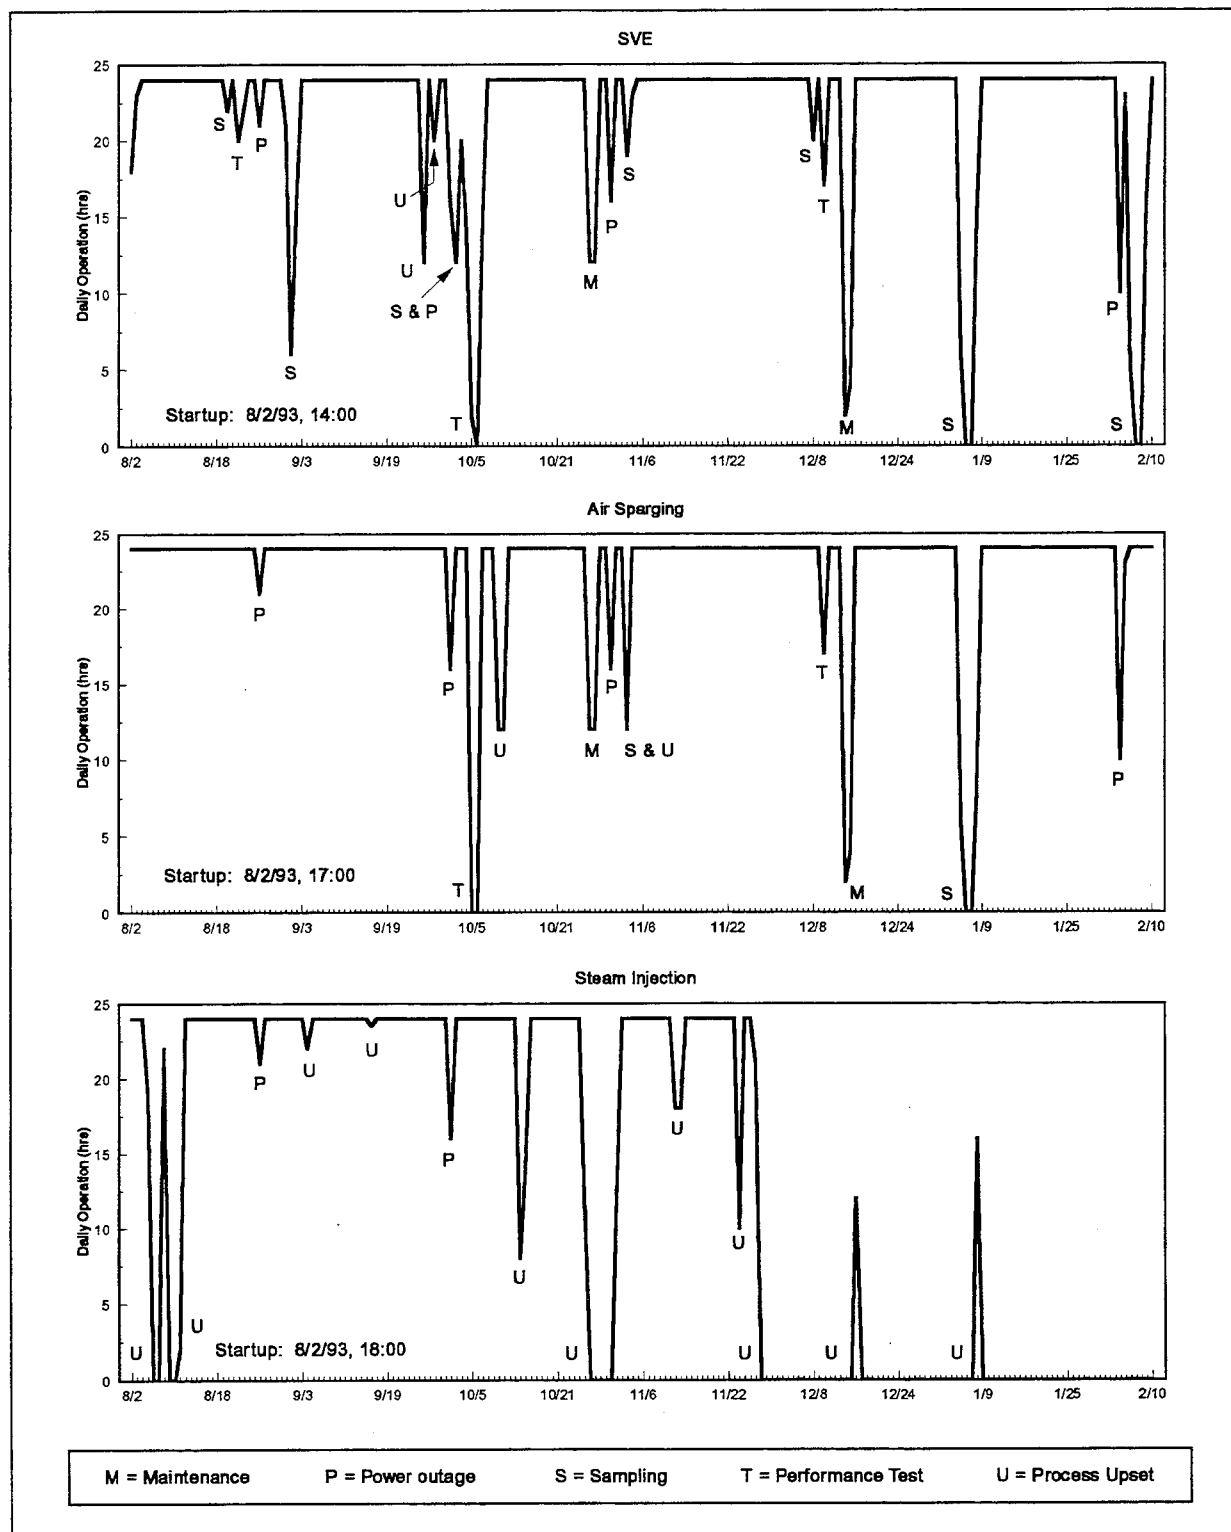 SVE
25
20
15
10
5
0
Daily Operation (hrs)
S
T
P
S
U
U
S & P
T
M
P
S
S
T
M
S
P
S
Startup: 8/2/93, 14:00
8/2 8/18 9/3 9/19 10/5 10/21 11/6 11/22 12/8 12/24 1/9 1/25 2/10
Air Sparging
25
20
15
10
5
0
Daily Operation (hrs)
P
P
T
U
M
P
S & U
T
M
S
P
Startup: 8/2/93, 17:00
8/2 8/18 9/3 9/19 10/5 10/21 11/6 11/22 12/8 12/24 1/9 1/25 2/10
Steam Injection
25
20
15
10
5
0
Daily Operation (hrs)
U
U
P
U
U
P
U
U
U
U
U
U
U
Startup: 8/2/93, 18:00
8/2 8/18 9/3 9/19 10/5 10/21 11/6 11/22 12/8 12/24 1/9 1/25 2/10
M = Maintenance P = Power outage S = Sampling T = Performance Test U = Process Upset